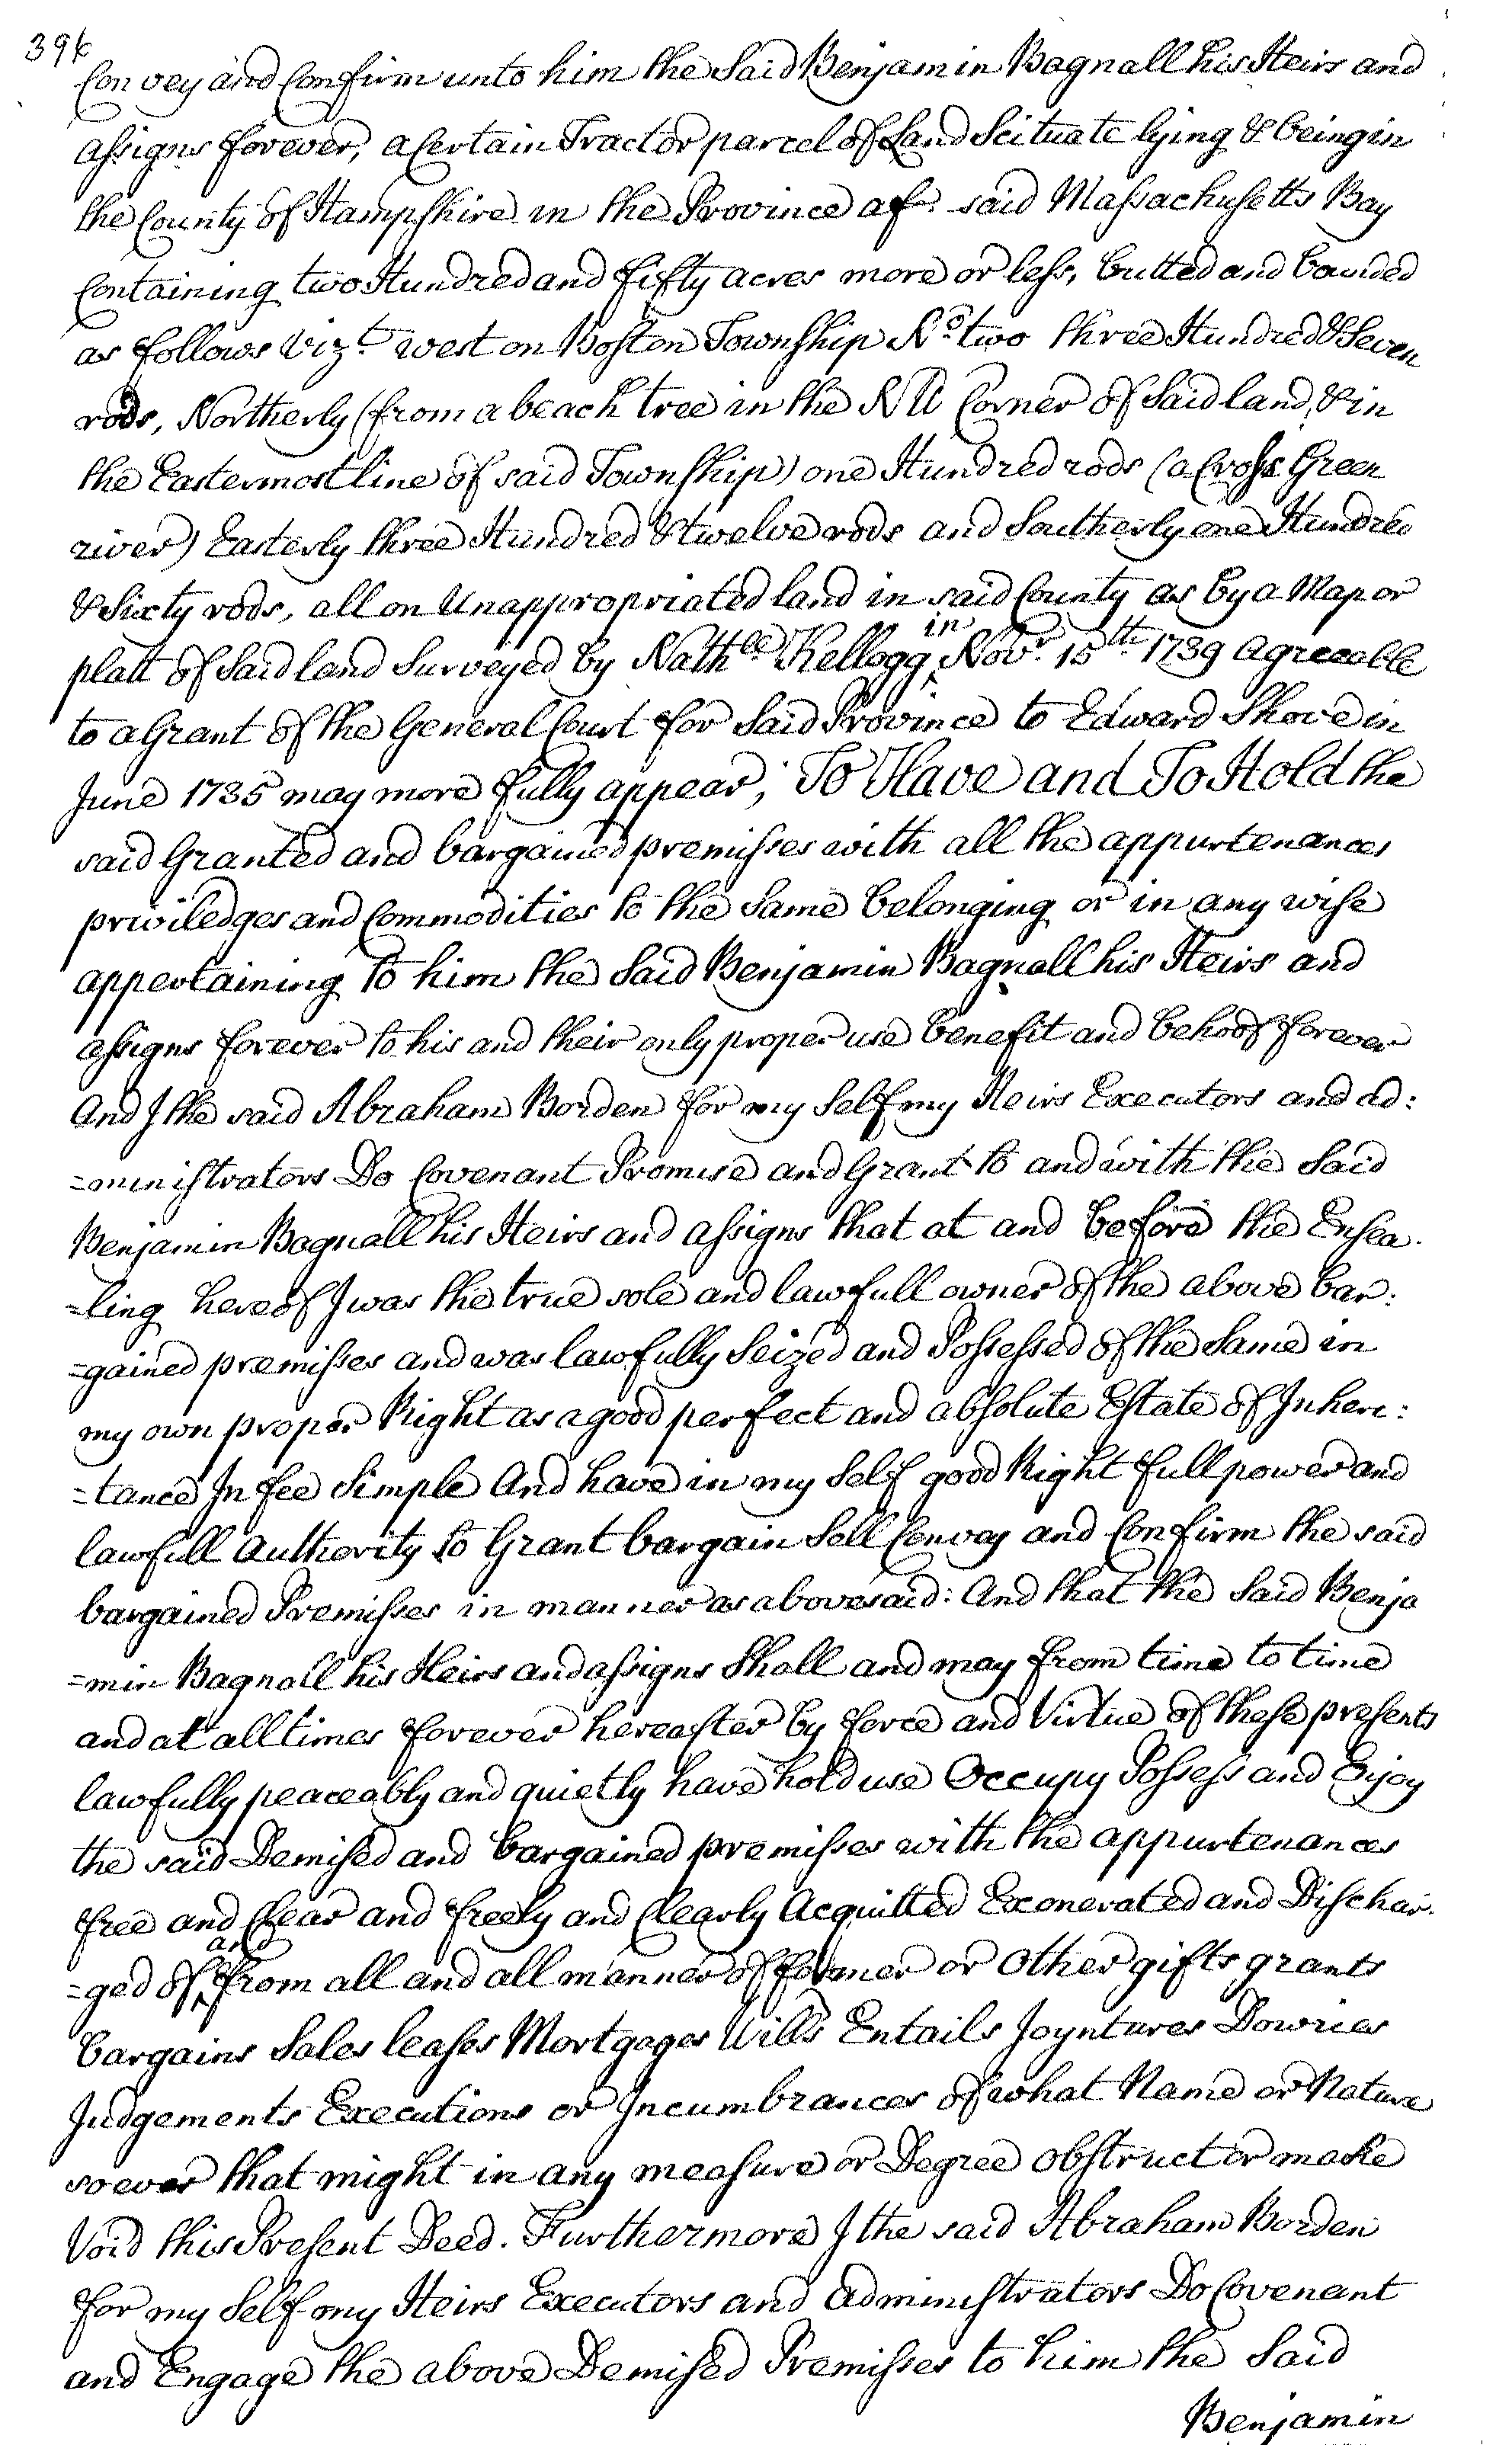 396
Convey and Confirm unto him the Said Benjamin Bagnall his Heirs and
assigns forever, a Certain Tract or parcel of Land Scituate lying & being in
the County of Hampshire in the Province afr. said Massachusetts Bay
Containing two Hundred and fifty acres more or less, butted and bounded
as follows Vizt. west on Boston Township No. two three Hundred & Seven
rods, Northerly (from a beach tree in the N W Corner of Said land, & in
the Eastermost line of said Township) one Hundred rods (a Cross Green
river) Easterly three Hundred & twelve rods and Southerly one Hundred
& Sixty rods, all on Unappropriated land in said County as by a Map or
platt of Said land Surveyed by Nathll. Kellogg in Novr. 15th. 1739 agreeable
to a Grant of the General Court for Said Province to Edward Shove in
June 1735 may more fully appear; To Have and To Hold the
said Granted and bargained premisses with all the appurtenances
priviledges and Commodities to the Same belonging or in any wise
appertaining to him the Said Benjamin Bagnall his Heirs and
assigns forever to his and their only proper use benefit and behoof forever
And I the said Abraham Borden for my Self my Heirs Executors and ad:
=ministrators Do Covenant Promise and Grant to and with the Said
Benjamin Bagnall his Heirs and assigns that at and before the Ensea.
=ling hereof I was the true sole and lawfull owner of the above bar:
=gained premisses and was lawfully Seized and Possessed of the Same in
my own proper Right as a good perfect and absolute Estate of Inheri:
=tance In fee Simple And have in my Self good Right full power and
lawfull Authority to Grant bargain Sell Convey and Confirm the said
bargained Premisses in manner as abovesaid: And that the Said Benja
=min Bagnall his Heirs and assigns Shall and may from time to time
and at all times forever hereafter by force and Virtue of these presents
lawfully peaceably and quietly have hold use Occupy Possess and Enjoy
the said Demised and bargained premisses with the appurtenances
free and Clear and freely and Clearly Acquitted Exonerated and Dischar.
=ged of and from all and all manner of former or other gifts grants
bargains Sales leases Mortgages Wills Entails Joyntures Dowries
Judgements Executions or Incumbrances of what Name or Nature
soever that might in any measure or Degree obstruct or make
Void this Present Deed. Furthermore I the said Abraham Borden
for my Self my Heirs Executors and administrators Do Covenant
and Engage the above Demised Premisses to him the Said
Benjamin